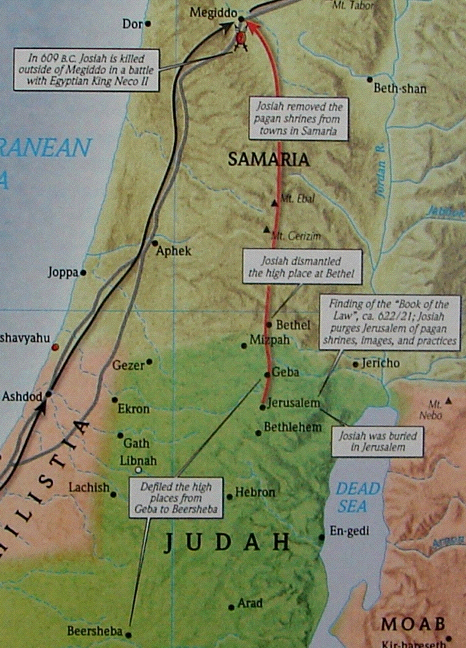 Mt. Tabor
Megiddo
Dor
In 609 B.C. Josiah is killed
outside of Megiddo in a battle
with Egyptian King Neco II
Beth-shan
Josiah removed the
pagan shrines from
towns in Samaria
RANEAN
A
SAMARIA
Jordan R.
Mt. Ebal
Mt. Gerizim
Aphek
Josiah dismantled
the high place at Bethel
Joppa
Finding of the "Book of the
Law", ca. 622/21; Josiah
purges Jerusalem of pagan
shrines, images, and practices
Bethel
shavyahu
Mizpah
Gezer
Jericho
Geba
Ashdod
Ekron
Jerusalem
Mt.
Nebo
Gath
Bethlehem
Josiah was buried
in Jerusalem
Libnah
HILISTIA
Lachish
Defiled the high
places from
Geba to Beersheba
Hebron
DEAD
SEA
En-gedi
JUDAH
Arnon
Arad
Beersheba
MOAB
Kir-hareseth